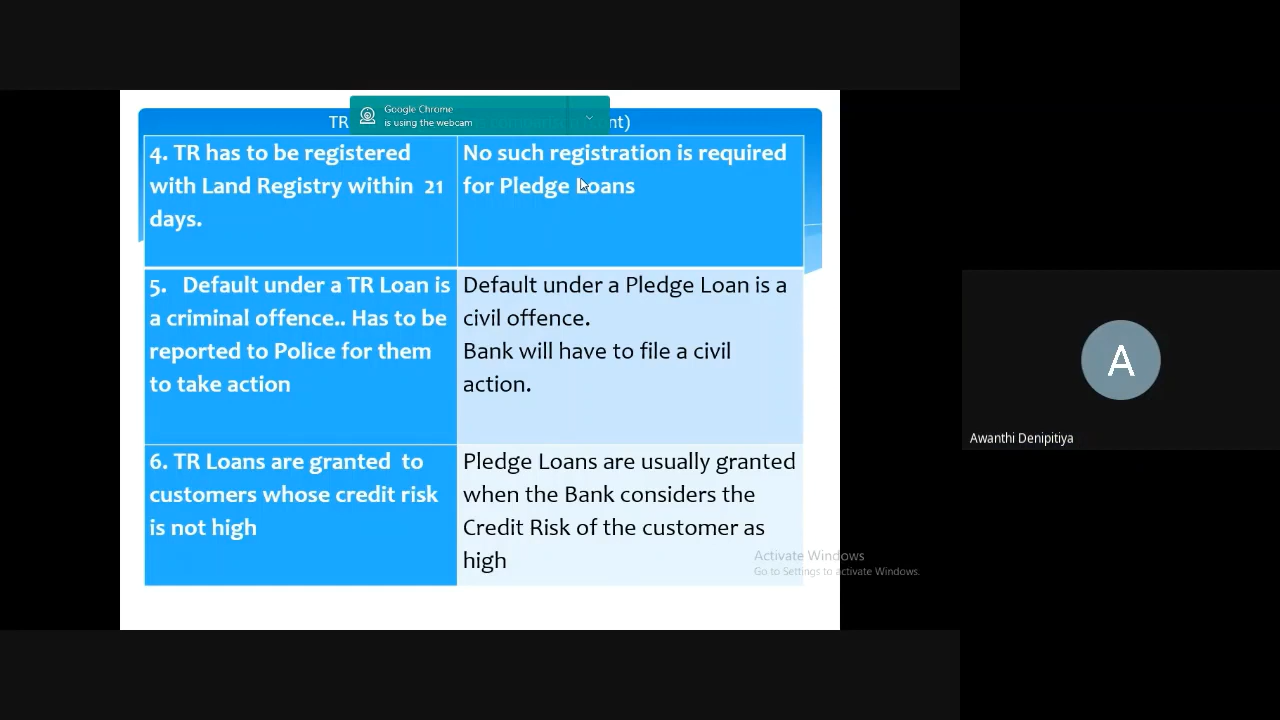 Google Chrome
is using the webcam
TR
4. TR has to be registered
with Land Registry within 21
days.
No such registration is required
for Pledge Loans
5. Default under a TR Loan is
a criminal offence.. Has to be
reported to Police for them
to take action
Default under a Pledge Loan is a
civil offence.
Bank will have to file a civil
action.
6. TR Loans are granted to
customers whose credit risk
is not high
Pledge Loans are usually granted
when the Bank considers the
Credit Risk of the customer as
high
Activate Windows
Go to Settings to activate Windows.
A
Awanthi Denipitiya